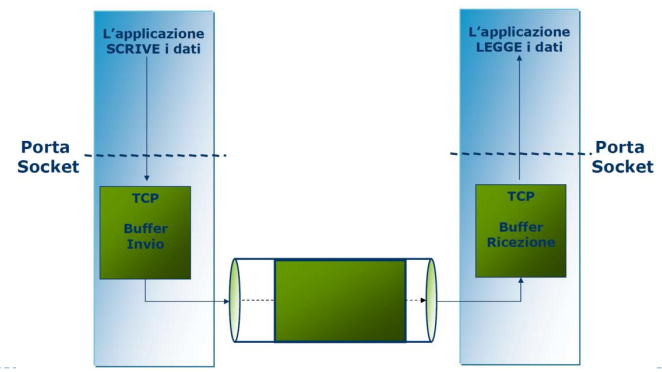 L'applicazione
SCRIVE i dati
L'applicazione
LEGGE i dati
Porta
Socket
Porta
Socket
TCP
Buffer
Invio
TCP
Buffer
Ricezione